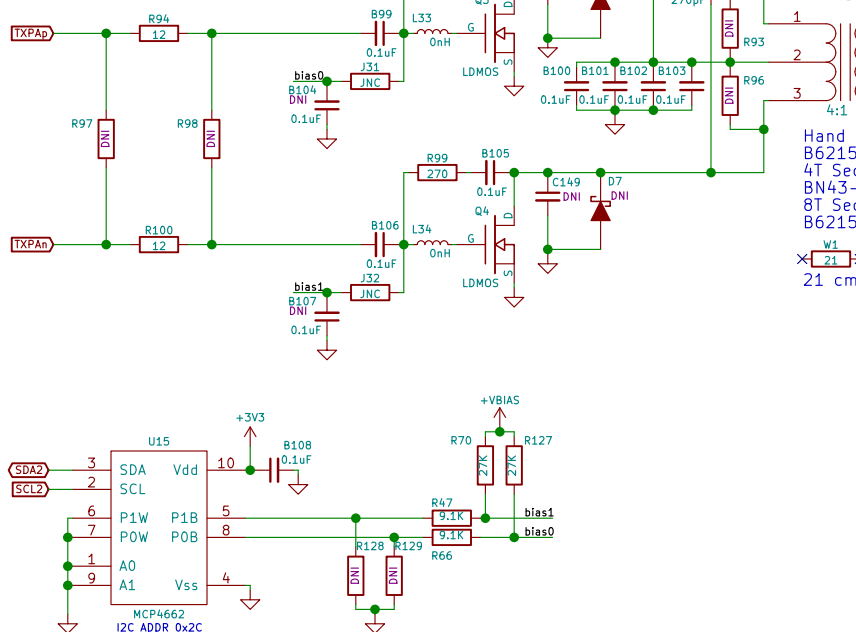 R94
12
TXPAp
B99
0.1uF
L33
0nH
G
D
S
LDMOS
270pF
DNI
R93
1
2
3
4:1
bias0
J31
JNC
B104
DNI
0.1uF
B100
B101
B102
B103
0.1uF
0.1uF
0.1uF
0.1uF
DNI
R96
R97
DNI
R98
DNI
R99
270
B105
0.1uF
C149
DNI
D7
DNI
Hand
B6215
4T Sec
BN43-
8T Sec
B6215
TXPAn
R100
12
B106
0.1uF
L34
0nH
Q4
G
D
S
LDMOS
W1
21
21 cm
bias1
J32
JNC
B107
DNI
0.1uF
+3V3
+VBIAS
U15
B108
0.1uF
R70
27K
R127
27K
SDA2
3
SDA
Vdd
10
SCL2
2
SCL
6
P1W
P1B
5
R47
9.1K
bias1
7
P0W
P0B
8
9.1K
R66
bias0
R128
DNI
R129
DNI
1
A0
9
A1
Vss
4
MCP4662
I2C ADDR 0x2C